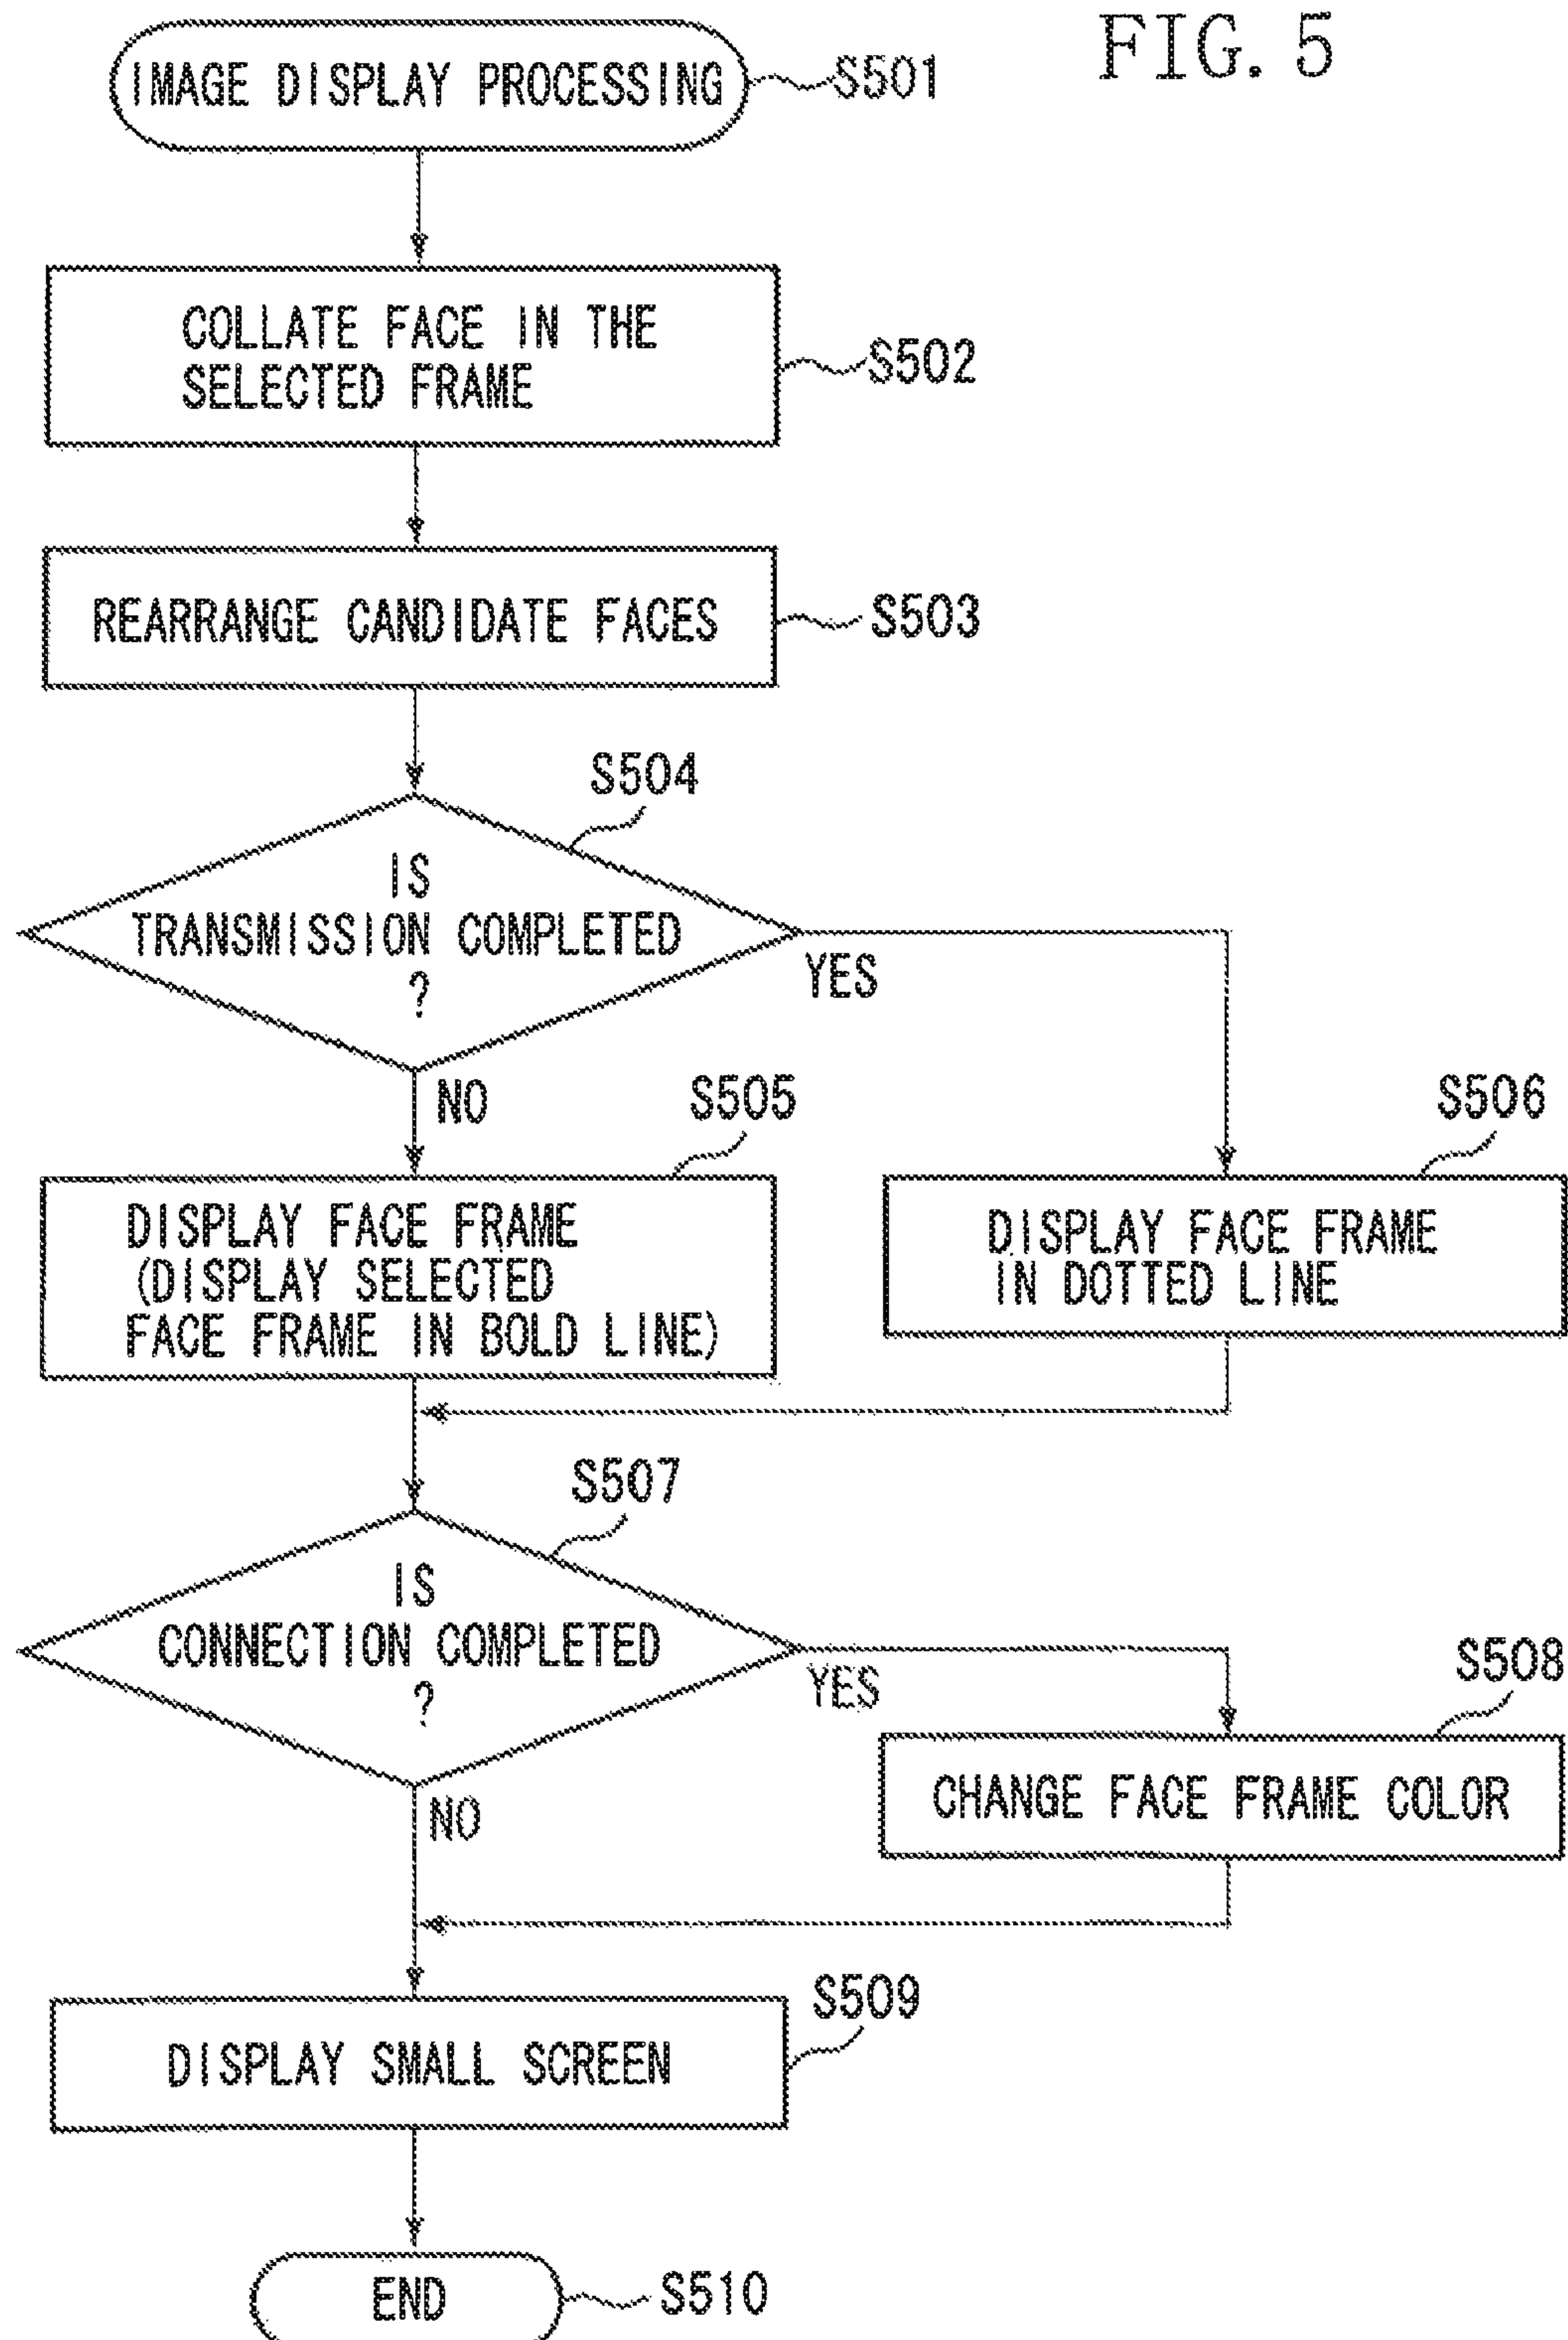 FIG. 5
IMAGE DISPLAY PROCESSING
S501
COLLATE FACE IN THE
SELECTED FRAME
S502
REARRANGE CANDIDATE FACES
S503
S504
IS
TRANSMISSION COMPLETED
?
YES
NO
S505
DISPLAY FACE FRAME
(DISPLAY SELECTED
FACE FRAME IN BOLD LINE)
S506
DISPLAY FACE FRAME
IN DOTTED LINE
S507
IS
CONNECTION COMPLETED
?
YES
NO
S508
CHANGE FACE FRAME COLOR
S509
DISPLAY SMALL SCREEN
END
S510